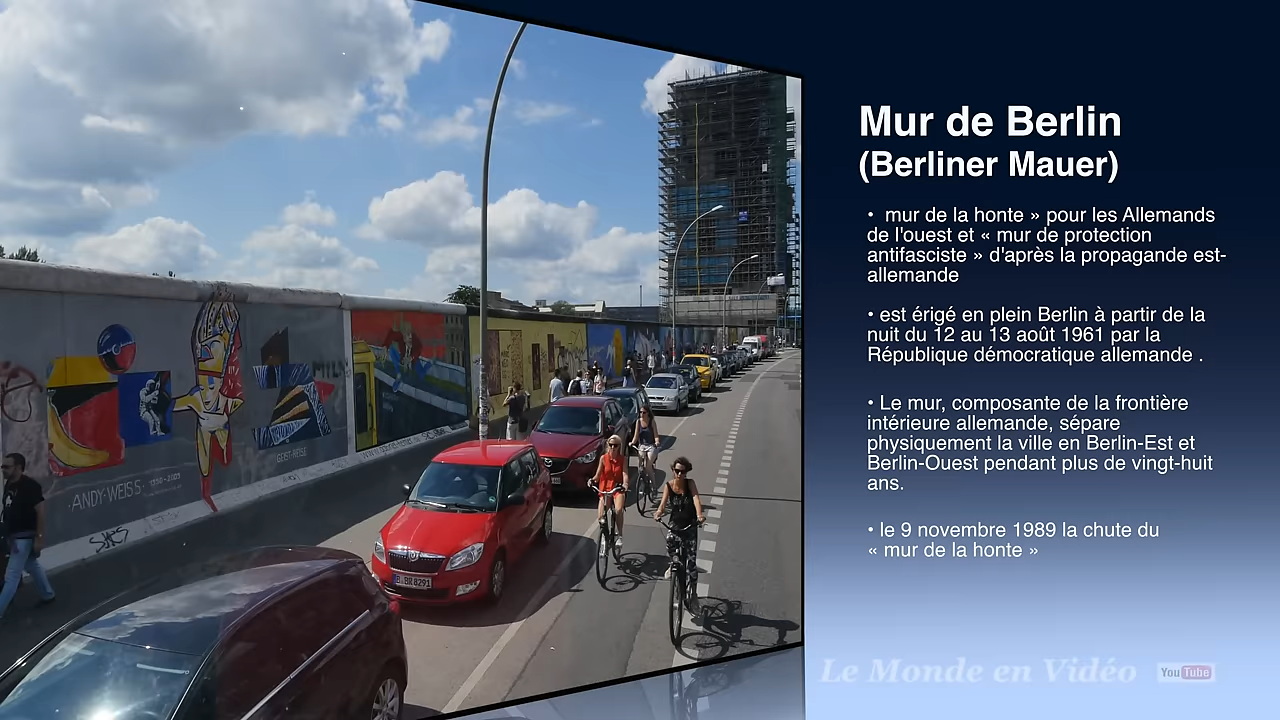 Mur de Berlin
(Berliner Mauer)
• mur de la honte » pour les Allemands
de l'ouest et « mur de protection
antifasciste » d'après la propagande est-
allemande
• est érigé en plein Berlin à partir de la
nuit du 12 au 13 août 1961 par la
République démocratique allemande .
• Le mur, composante de la frontière
intérieure allemande, sépare
physiquement la ville en Berlin-Est et
Berlin-Ouest pendant plus de vingt-huit
ans.
• le 9 novembre 1989 la chute du
« mur de la honte »
Le Monde en Vidéo YouTube
ANDY·WEISS
GEIST·REISE
B BR 8291